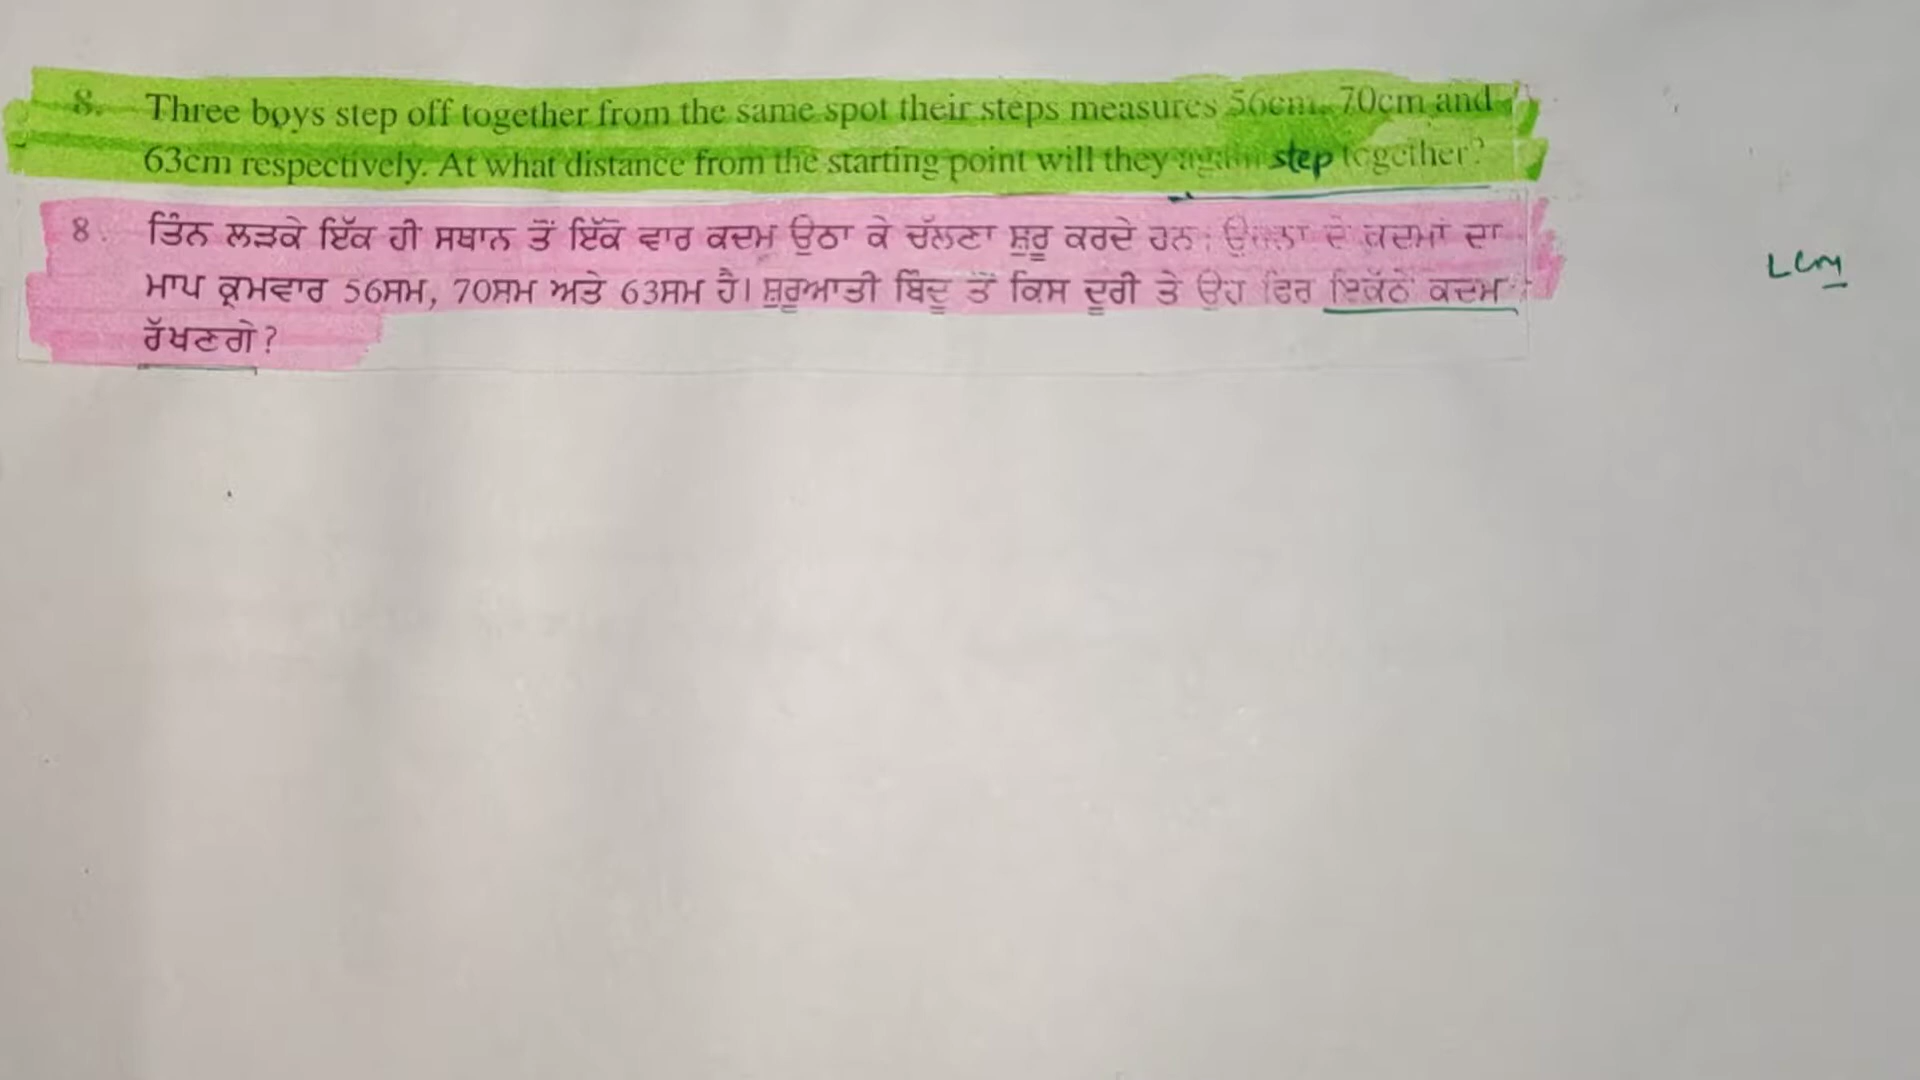 8. Three boys step off together from the same spot their steps measures 56cm, 70cm and
63cm respectively. At what distance from the starting point will they again step together?
8. ਤਿੰਨ ਲੜਕੇ ਇੱਕ ਹੀ ਸਥਾਨ ਤੋਂ ਇੱਕੋ ਵਾਰ ਕਦਮ ਉਠਾ ਕੇ ਚੱਲਣਾ ਸ਼ੁਰੂ ਕਰਦੇ ਹਨ। ਉਹਨਾਂ ਦੇ ਕਦਮਾਂ ਦਾ
ਮਾਪ ਕ੍ਰਮਵਾਰ 56ਸਮ, 70ਸਮ ਅਤੇ 63ਸਮ ਹੈ। ਸ਼ੁਰੂਆਤੀ ਬਿੰਦੂ ਤੋਂ ਕਿਸ ਦੂਰੀ ਤੇ ਉਹ ਫਿਰ ਇਕੱਠੇ ਕਦਮ
ਰੱਖਣਗੇ?
LCM